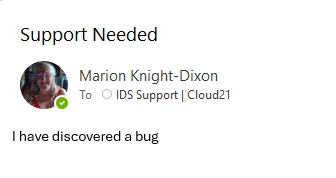 Support Needed
Marion Knight-Dixon
To IDS Support | Cloud21
I have discovered a bug